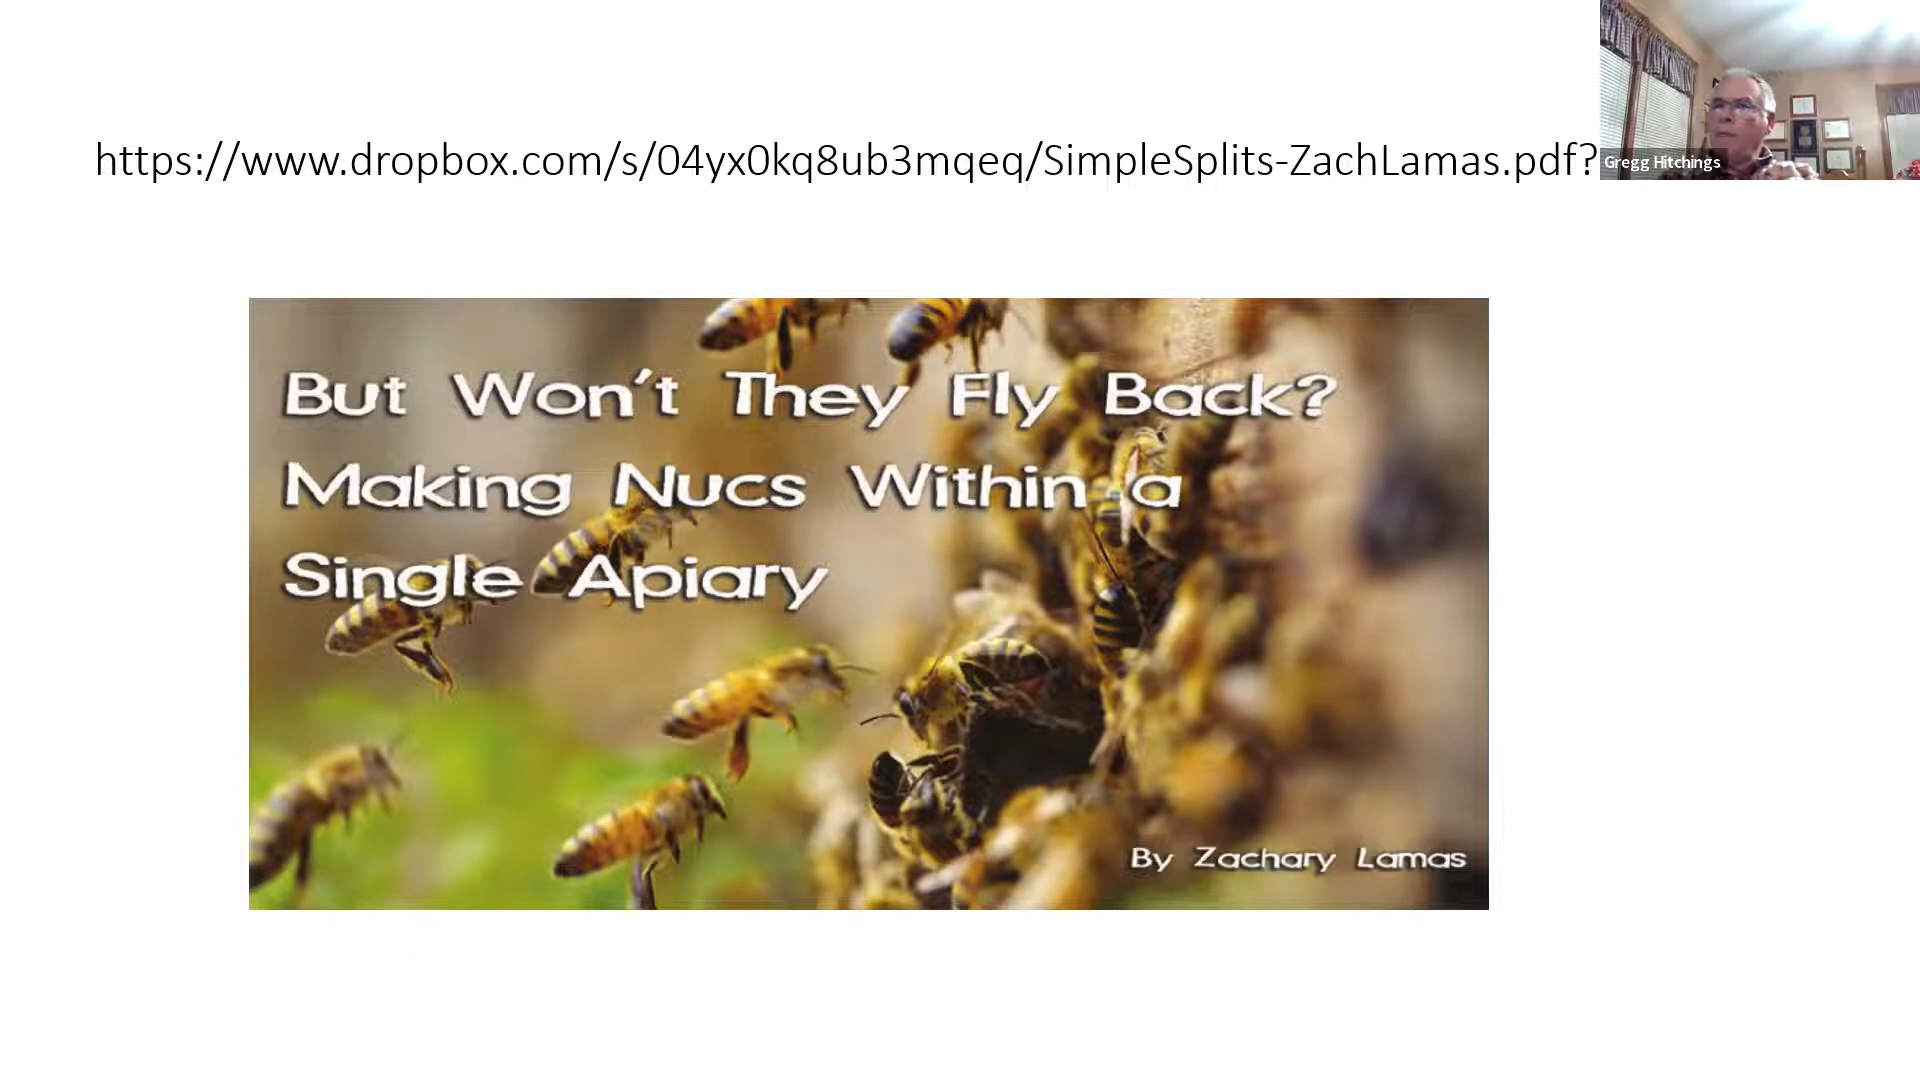 https://www.dropbox.com/s/04yx0kq8ub3mqeq/SimpleSplits-ZachLamas.pdf?
Gregg Hitchings
But Won't They Fly Back?
Making Nucs Within a
Single Apiary
By Zachary Lamas